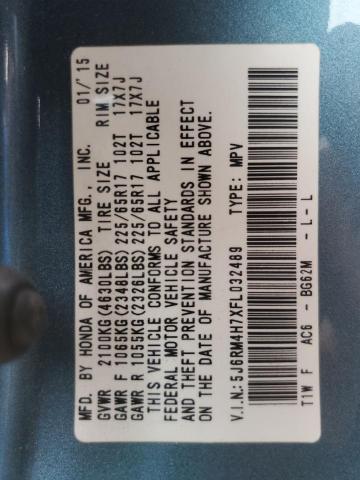 MFD. BY HONDA OF AMERICA MFG., INC. 01/'15
GVWR 2100KG(4630LBS) TIRE SIZE RIM SIZE
GAWR F 1065KG(2348LBS) 225/65R17 102T 17X7J
GAWR R 1055KG(2326LBS) 225/65R17 102T 17X7J
THIS VEHICLE CONFORMS TO ALL APPLICABLE
FEDERAL MOTOR VEHICLE SAFETY
AND THEFT PREVENTION STANDARDS IN EFFECT
ON THE DATE OF MANUFACTURE SHOWN ABOVE.
V.I.N.: 5J6RM4H7XFL032489 TYPE: MPV
T1W F AC6 - BG62M - L - L